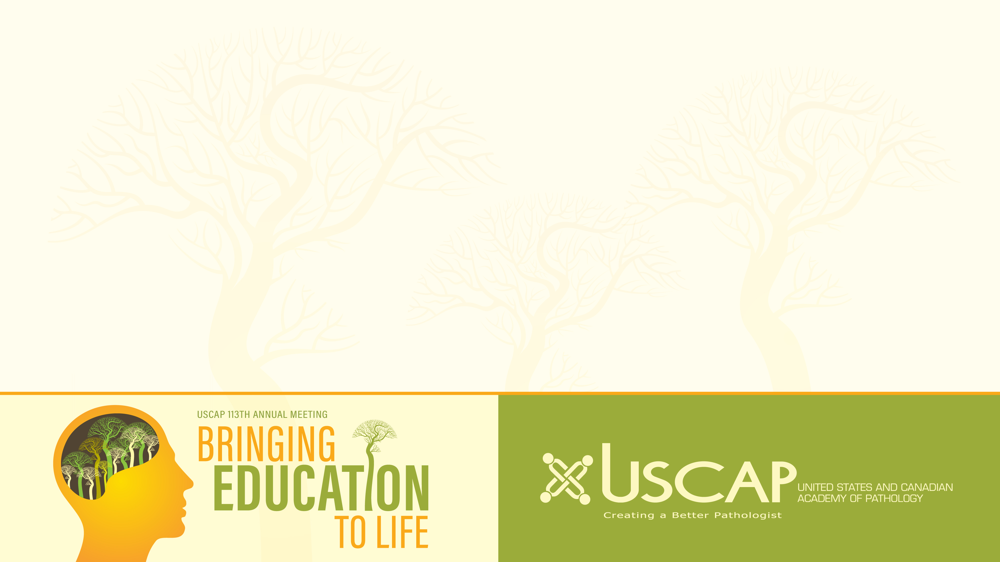 USCAP 113TH ANNUAL MEETING
BRINGING
EDUCATION
TO LIFE
USCAP
UNITED STATES AND CANADIAN
ACADEMY OF PATHOLOGY
Creating a Better Pathologist